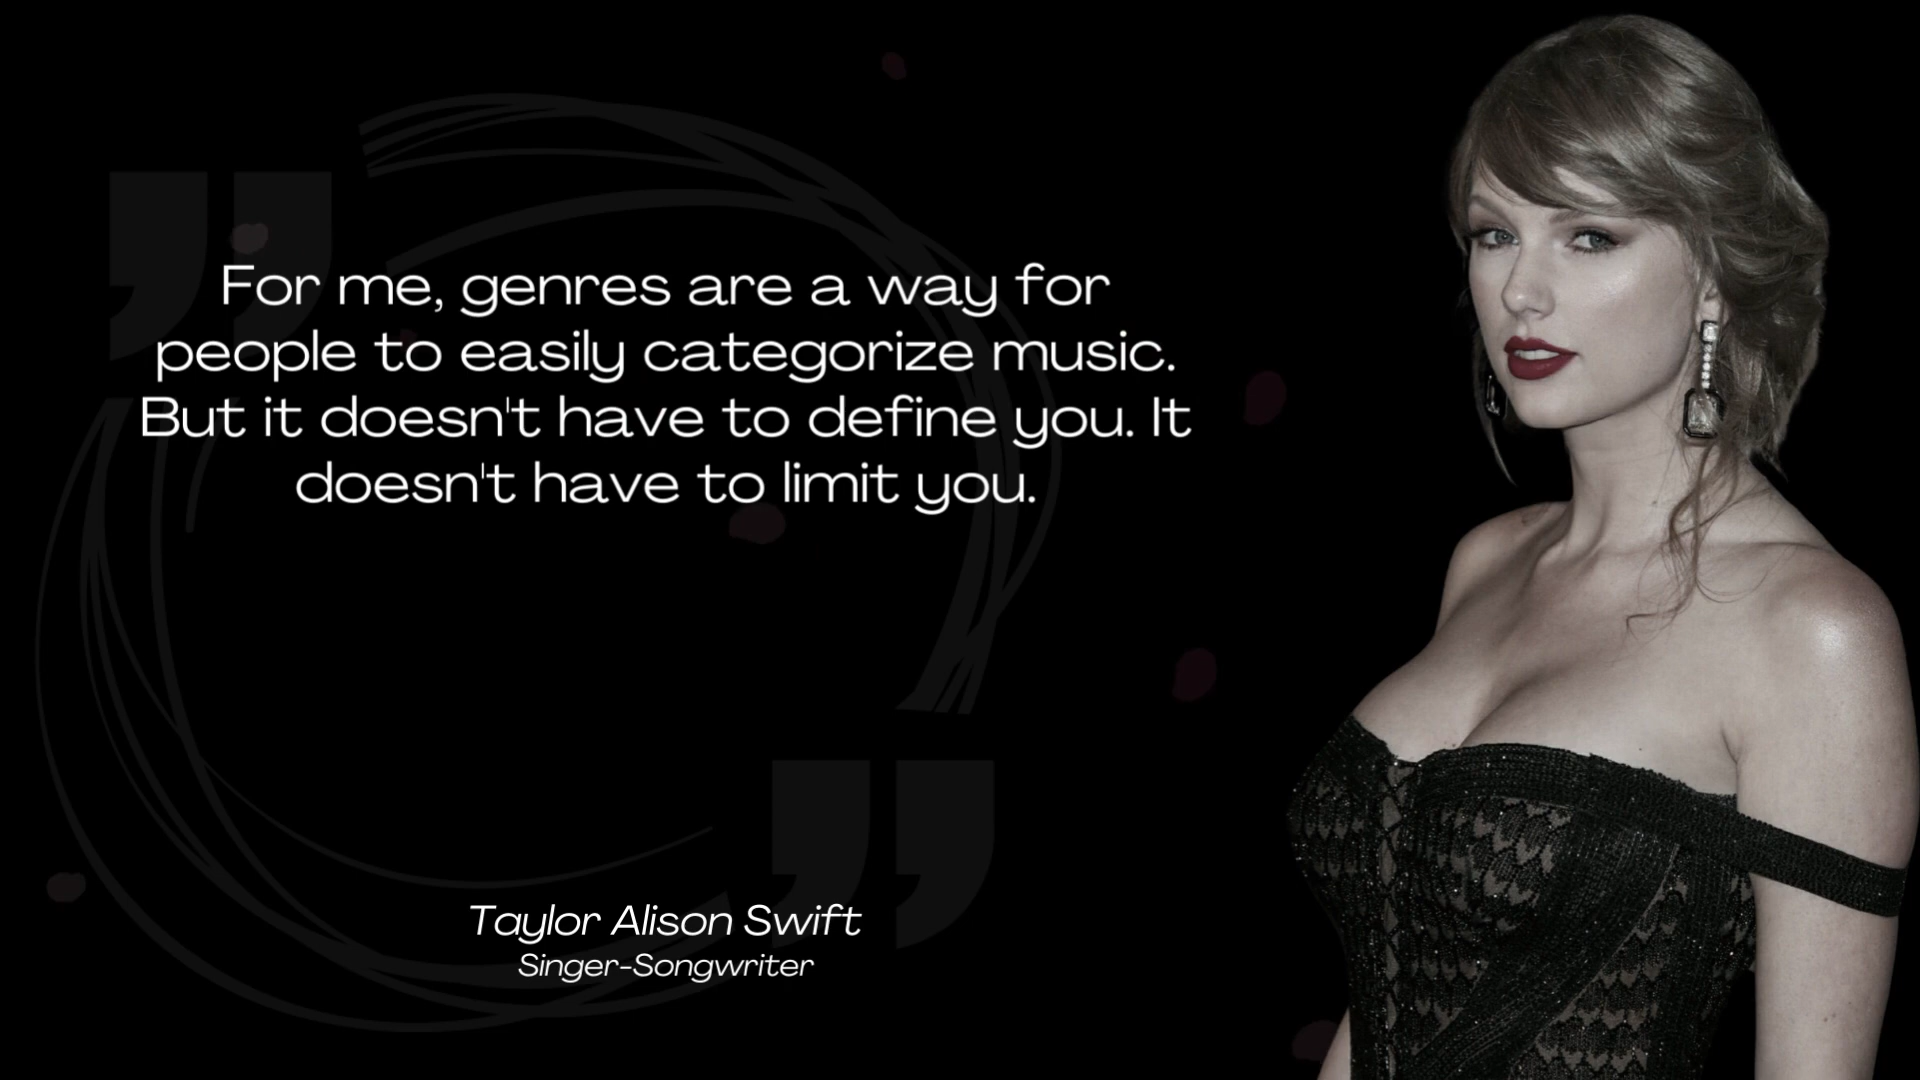 For me, genres are a way for
people to easily categorize music.
But it doesn't have to define you. It
doesn't have to limit you.
Taylor Alison Swift
Singer-Songwriter